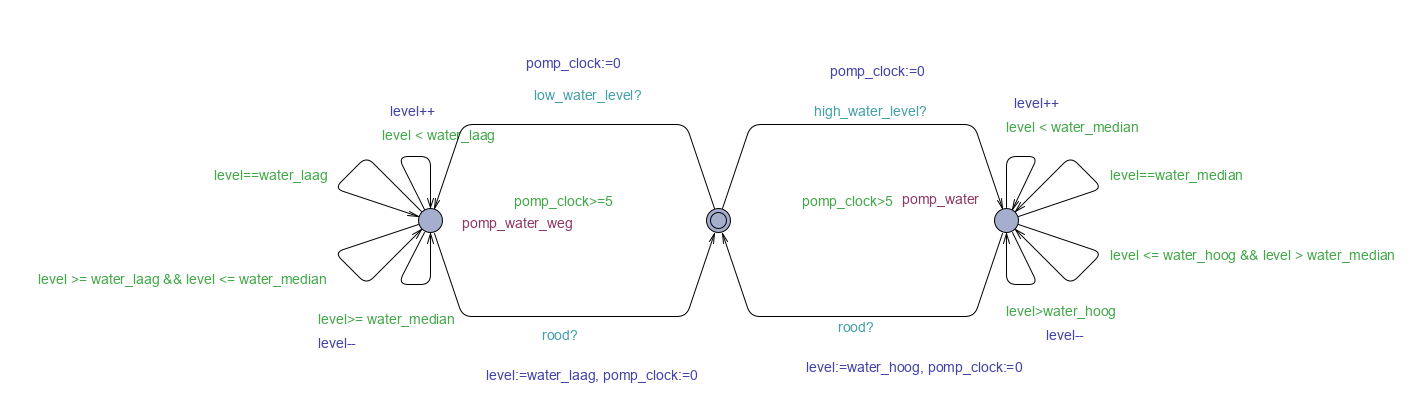 pomp_clock:=0
pomp_clock:=0
low_water_level?
level++
level++
high_water_level?
level < water_laag
level < water_median
level==water_laag
level==water_median
pomp_clock>=5
pomp_clock>5
pomp_water
pomp_water_weg
level <= water_hoog && level > water_median
level >= water_laag && level <= water_median
level>water_hoog
level>= water_median
rood?
rood?
level--
level--
level:=water_hoog, pomp_clock:=0
level:=water_laag, pomp_clock:=0